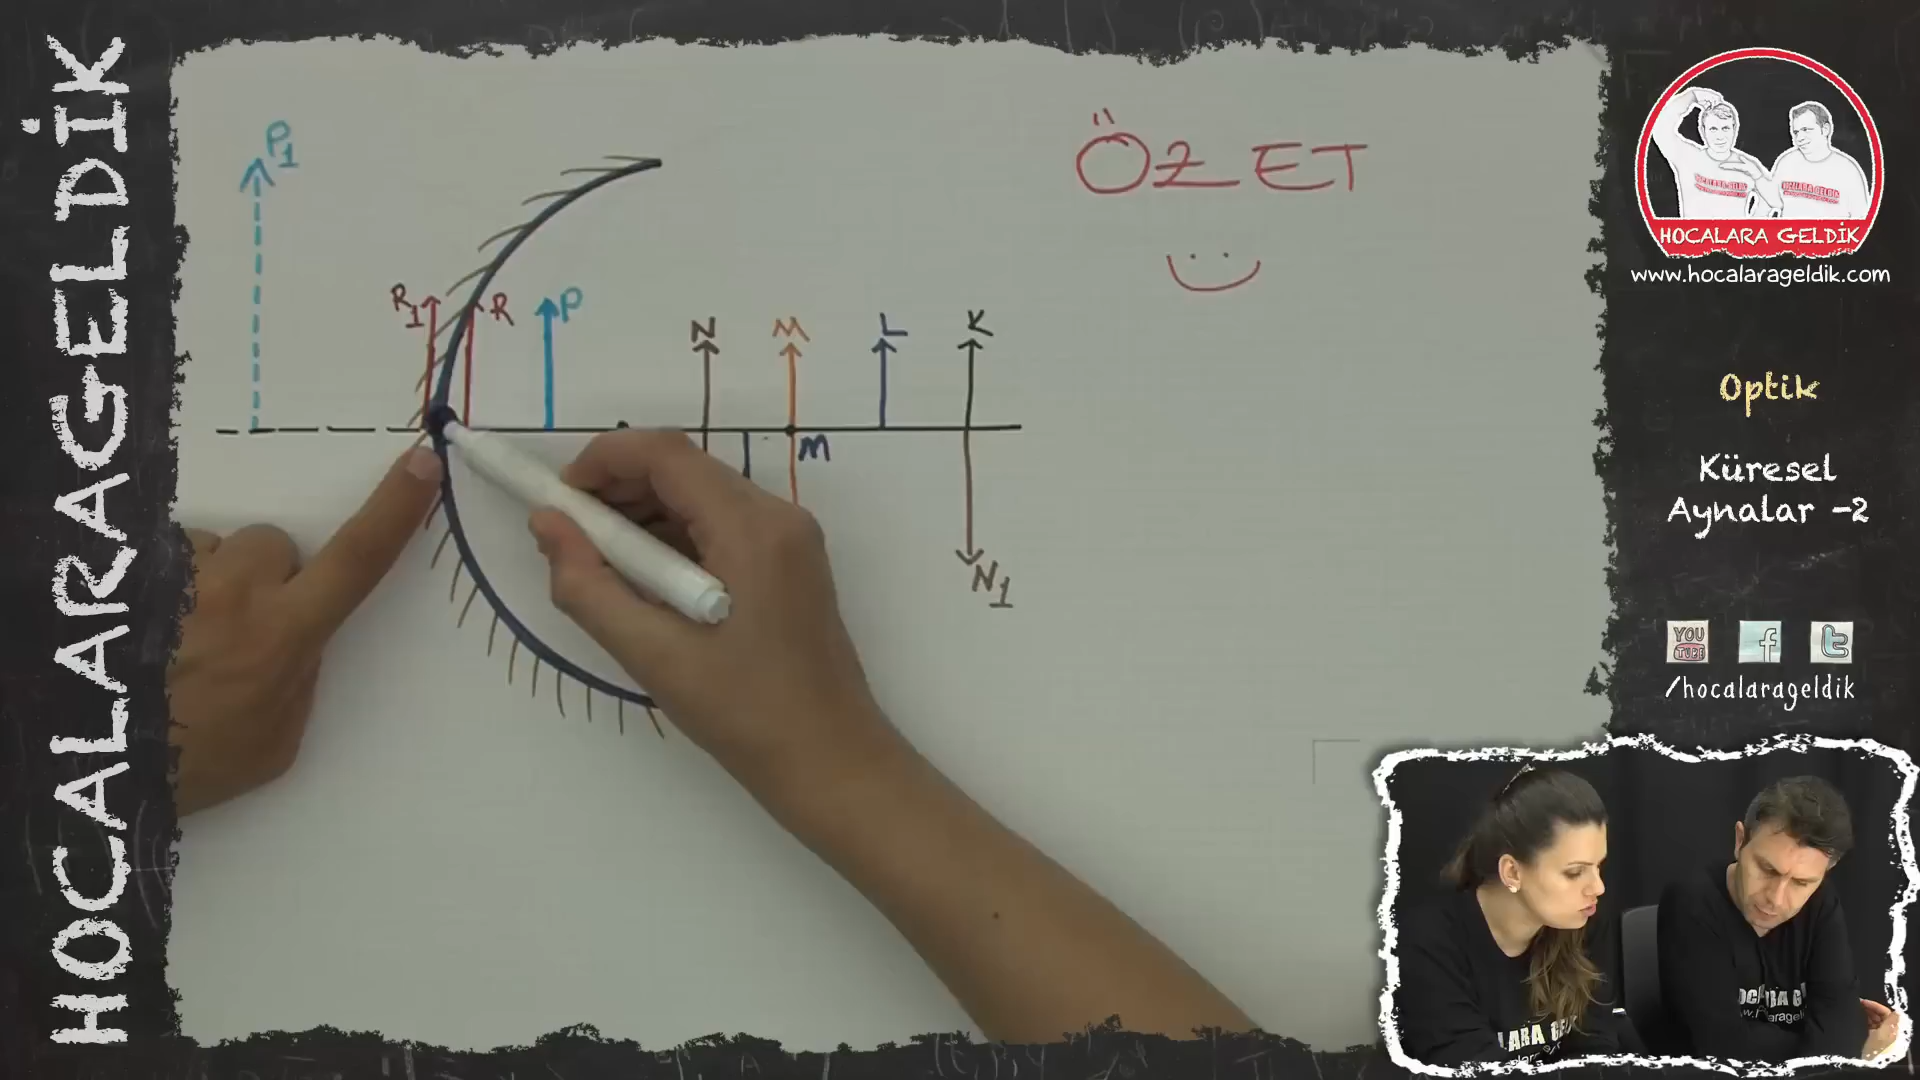 HOCALARAGELDİK
P1
R1
R
P
N
M
L
K
M
N1
ÖZET
HOCALARA GELDİK
www.hocalarageldik.com
Optik
Küresel
Aynalar -2
YOU
TUBE
f
t
/hocalarageldik